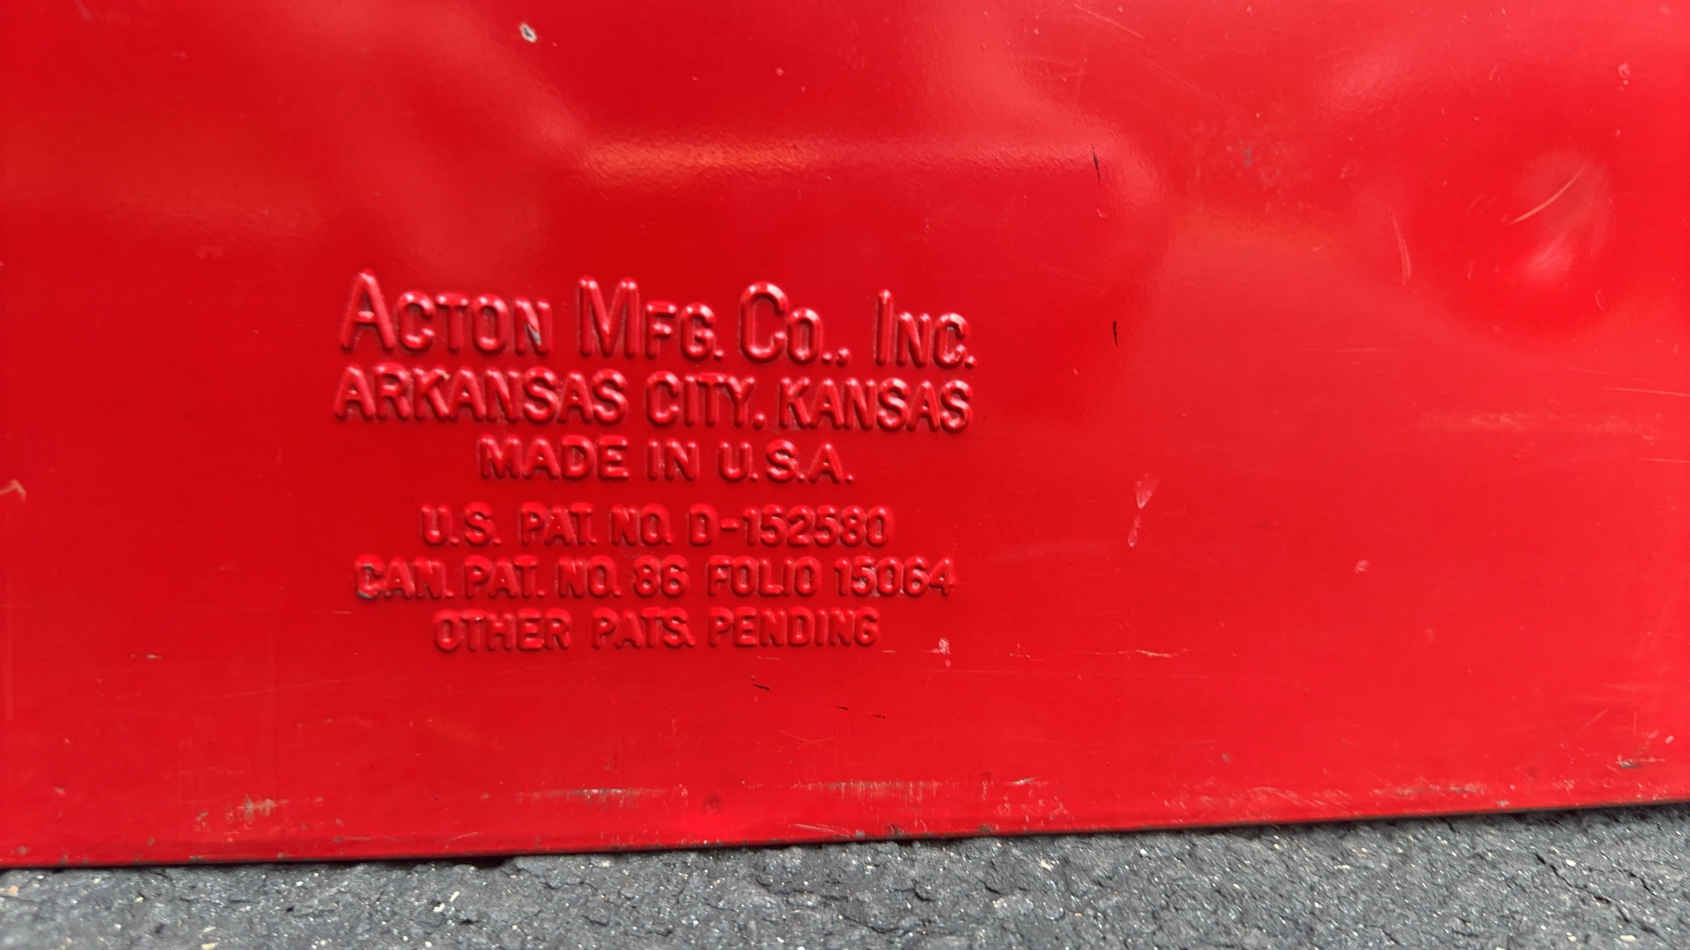 ACTON MFG. CO., INC.
ARKANSAS CITY, KANSAS
MADE IN U.S.A.
U.S. PAT. NO. D-152580
CAN. PAT. NO. 86 FOLIO 15064
OTHER PATS. PENDING